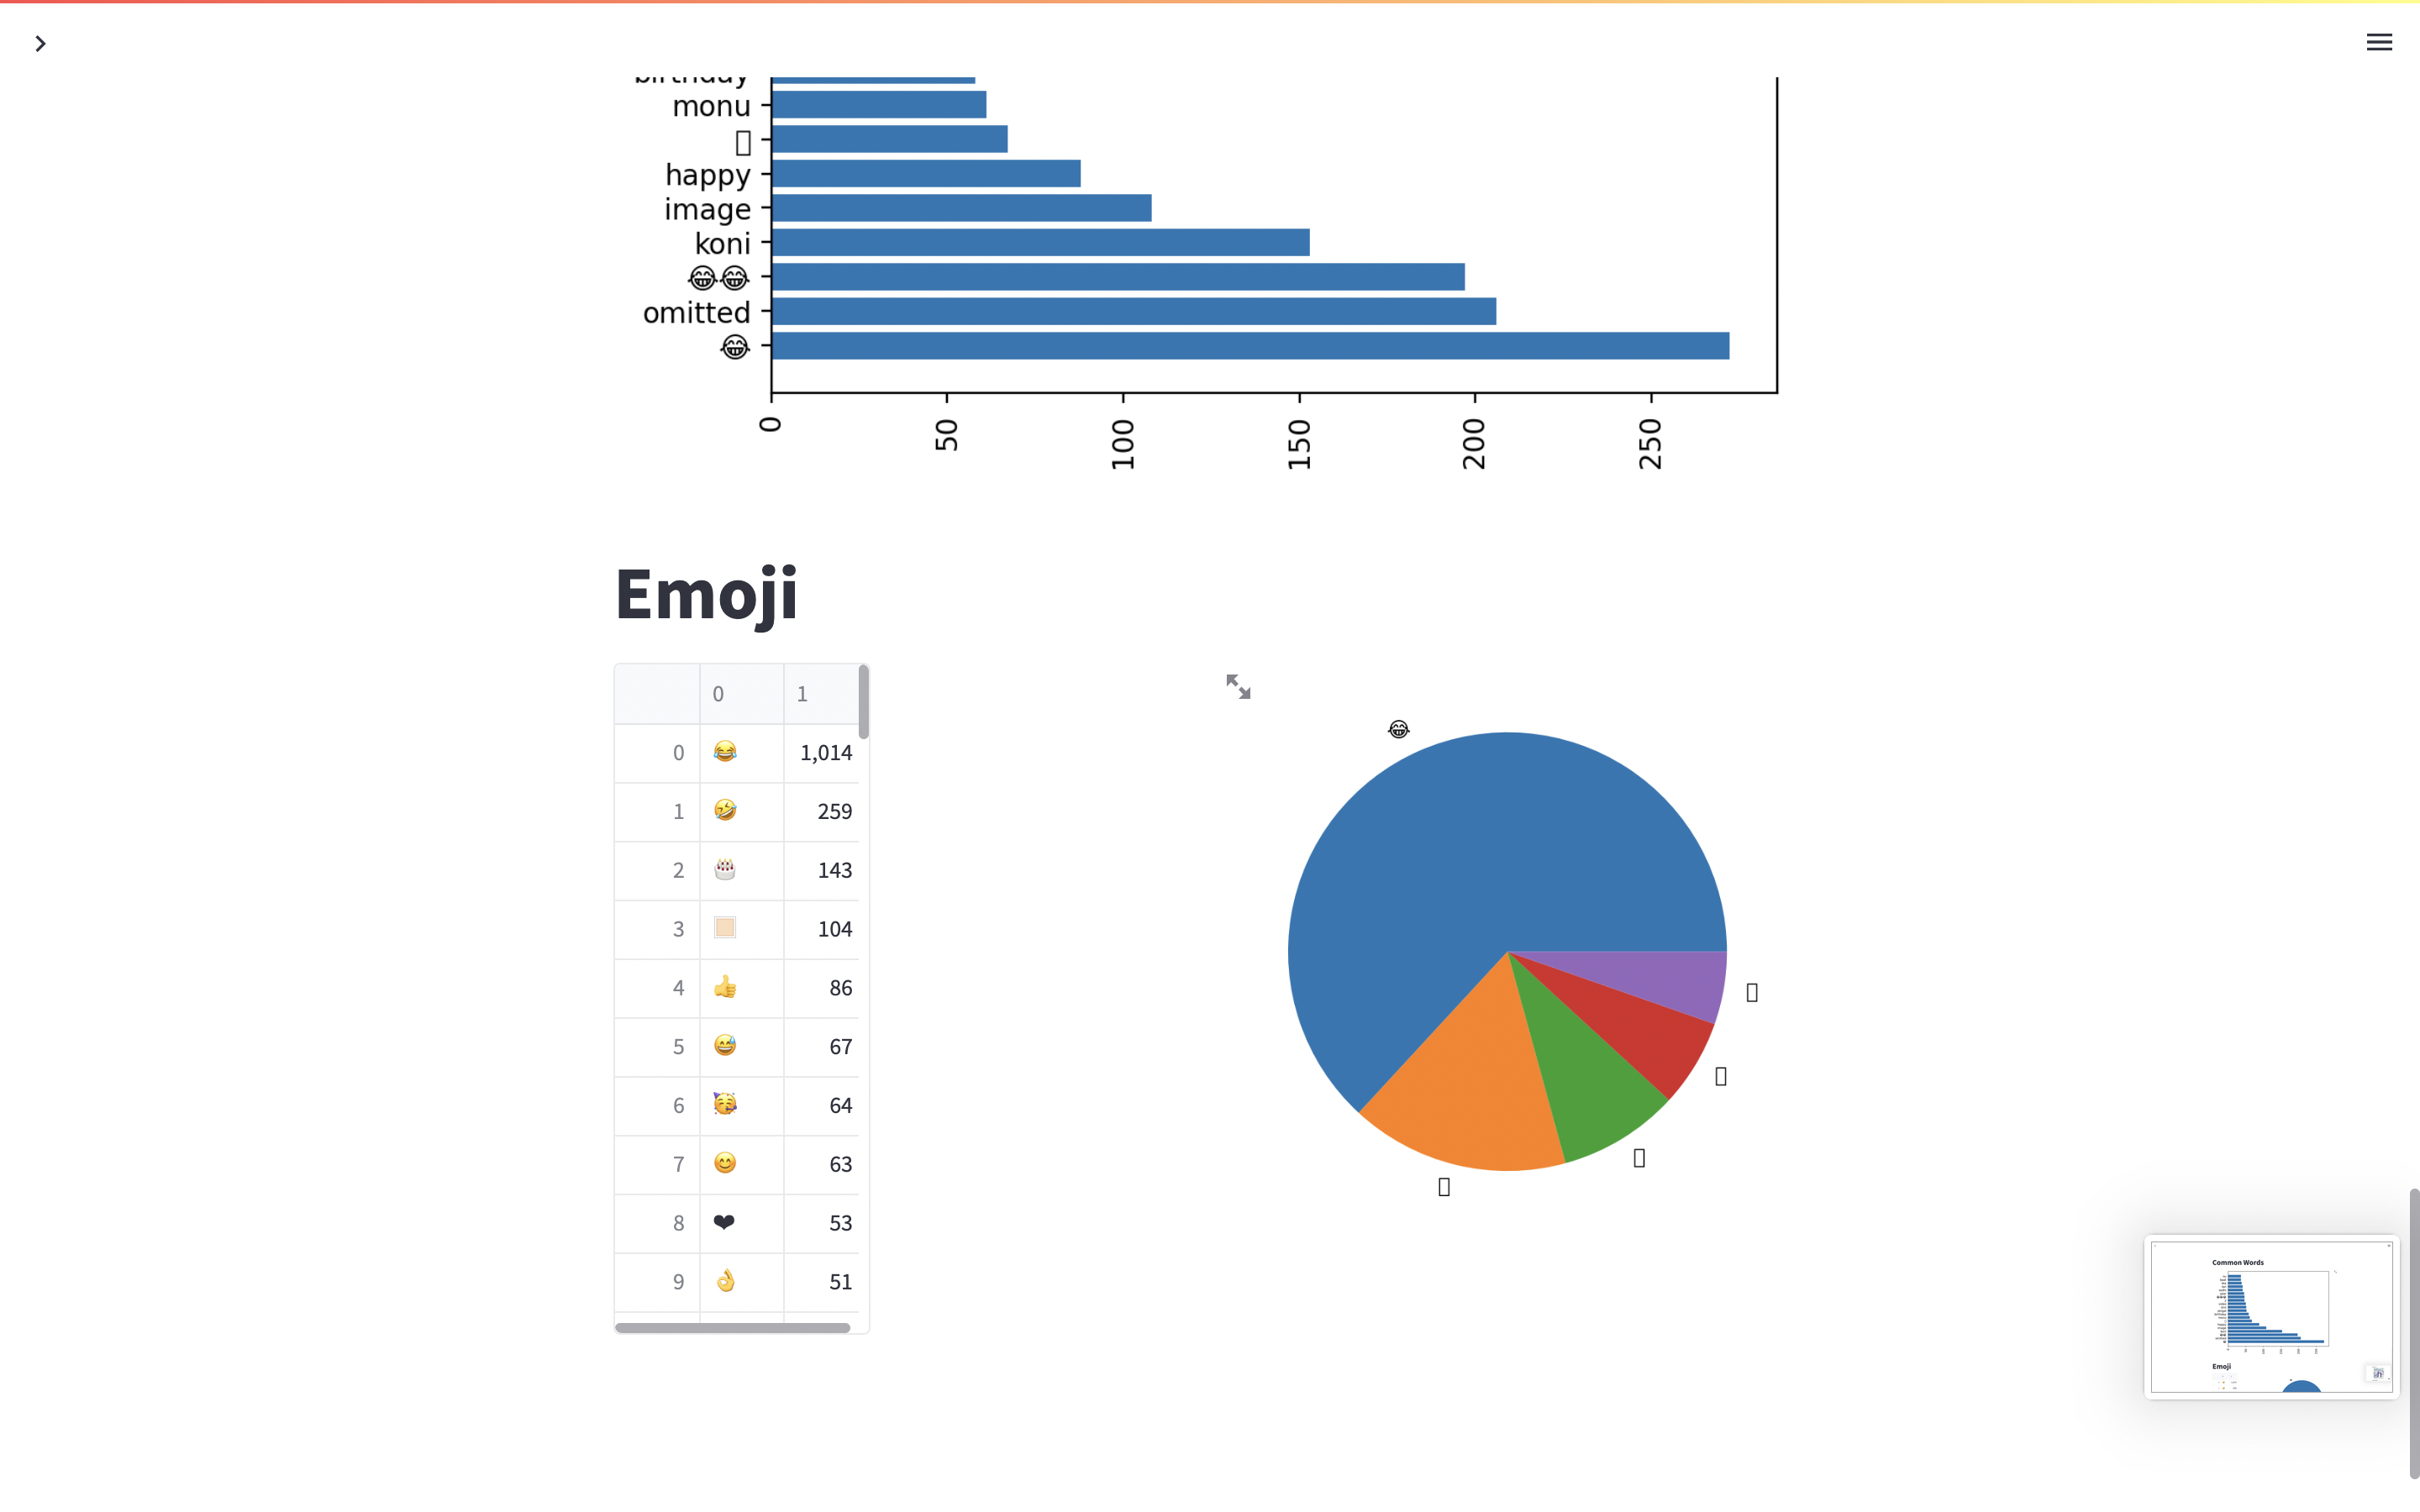 birthday
monu
happy
image
koni
😂😂
omitted
😂
0 50 100 150 200 250
Emoji
0 1
0 😂 1,014
1 🤣 259
2 🎂 143
3 🏻 104
4 👍 86
5 😅 67
6 🥳 64
7 😊 63
8 ❤ 53
9 👌 51
😂
Common Words
Emoji